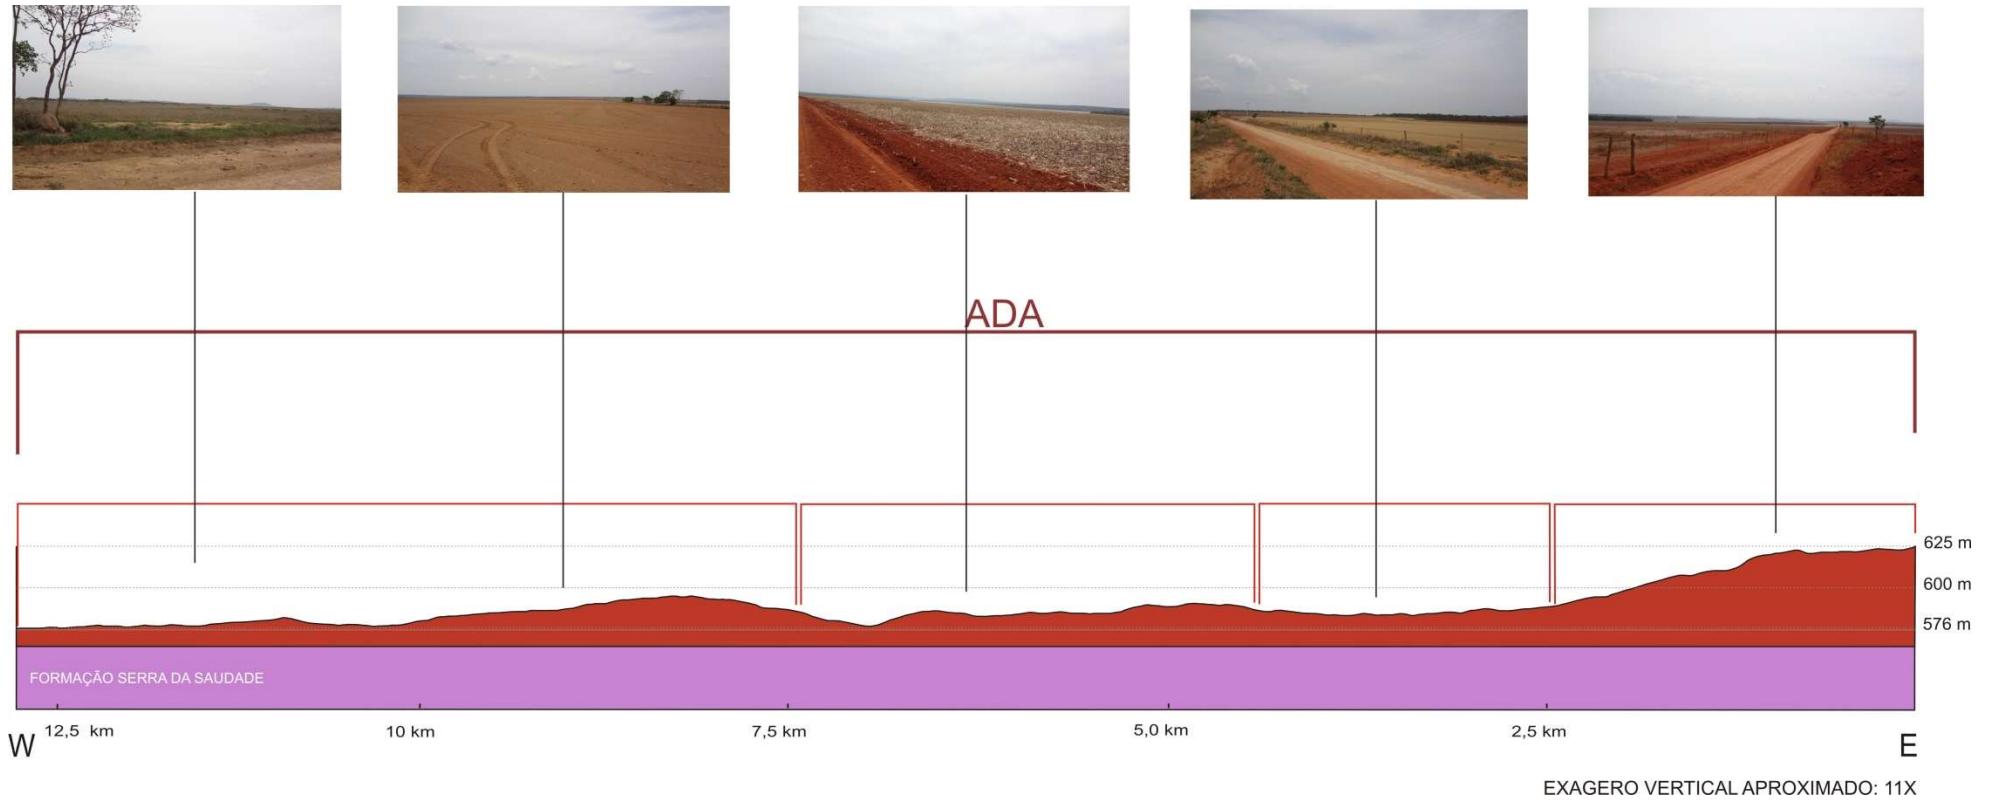 ADA
625 m
600 m
576 m
FORMAÇÃO SERRA DA SAUDADE
12,5 km 10 km 7,5 km 5,0 km 2,5 km
W E
EXAGERO VERTICAL APROXIMADO: 11X